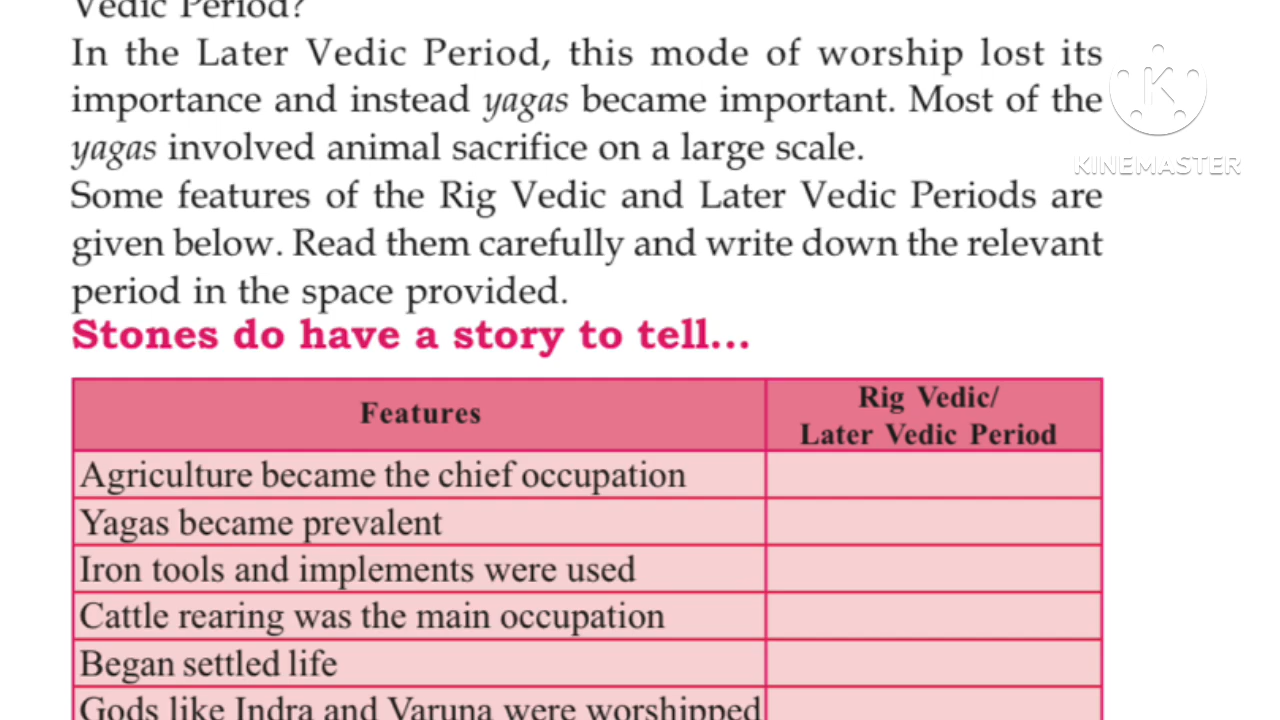 Vedic Period?
In the Later Vedic Period, this mode of worship lost its
importance and instead yagas became important. Most of the
yagas involved animal sacrifice on a large scale.
Some features of the Rig Vedic and Later Vedic Periods are
given below. Read them carefully and write down the relevant
period in the space provided.
Stones do have a story to tell...
Features
Rig Vedic/
Later Vedic Period
Agriculture became the chief occupation
Yagas became prevalent
Iron tools and implements were used
Cattle rearing was the main occupation
Began settled life
Gods like Indra and Varuna were worshipped
K
KINEMASTER